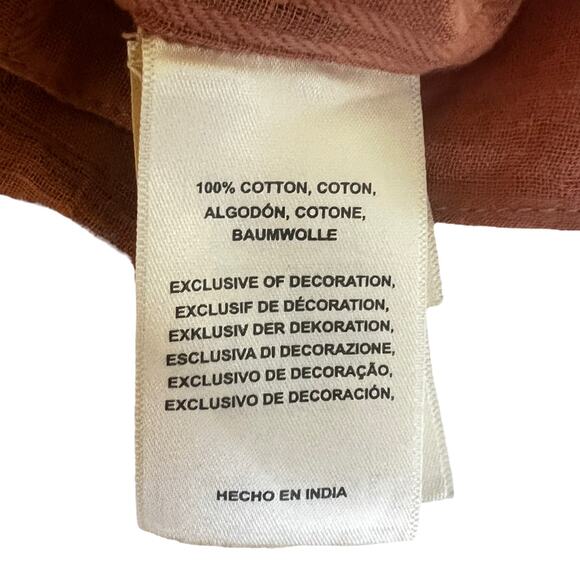 100% COTTON, COTON,
ALGODÓN, COTONE,
BAUMWOLLE
EXCLUSIVE OF DECORATION,
EXCLUSIF DE DÉCORATION,
EXKLUSIV DER DEKORATION,
ESCLUSIVA DI DECORAZIONE,
EXCLUSIVO DE DECORAÇÃO,
EXCLUSIVO DE DECORACIÓN,
HECHO EN INDIA